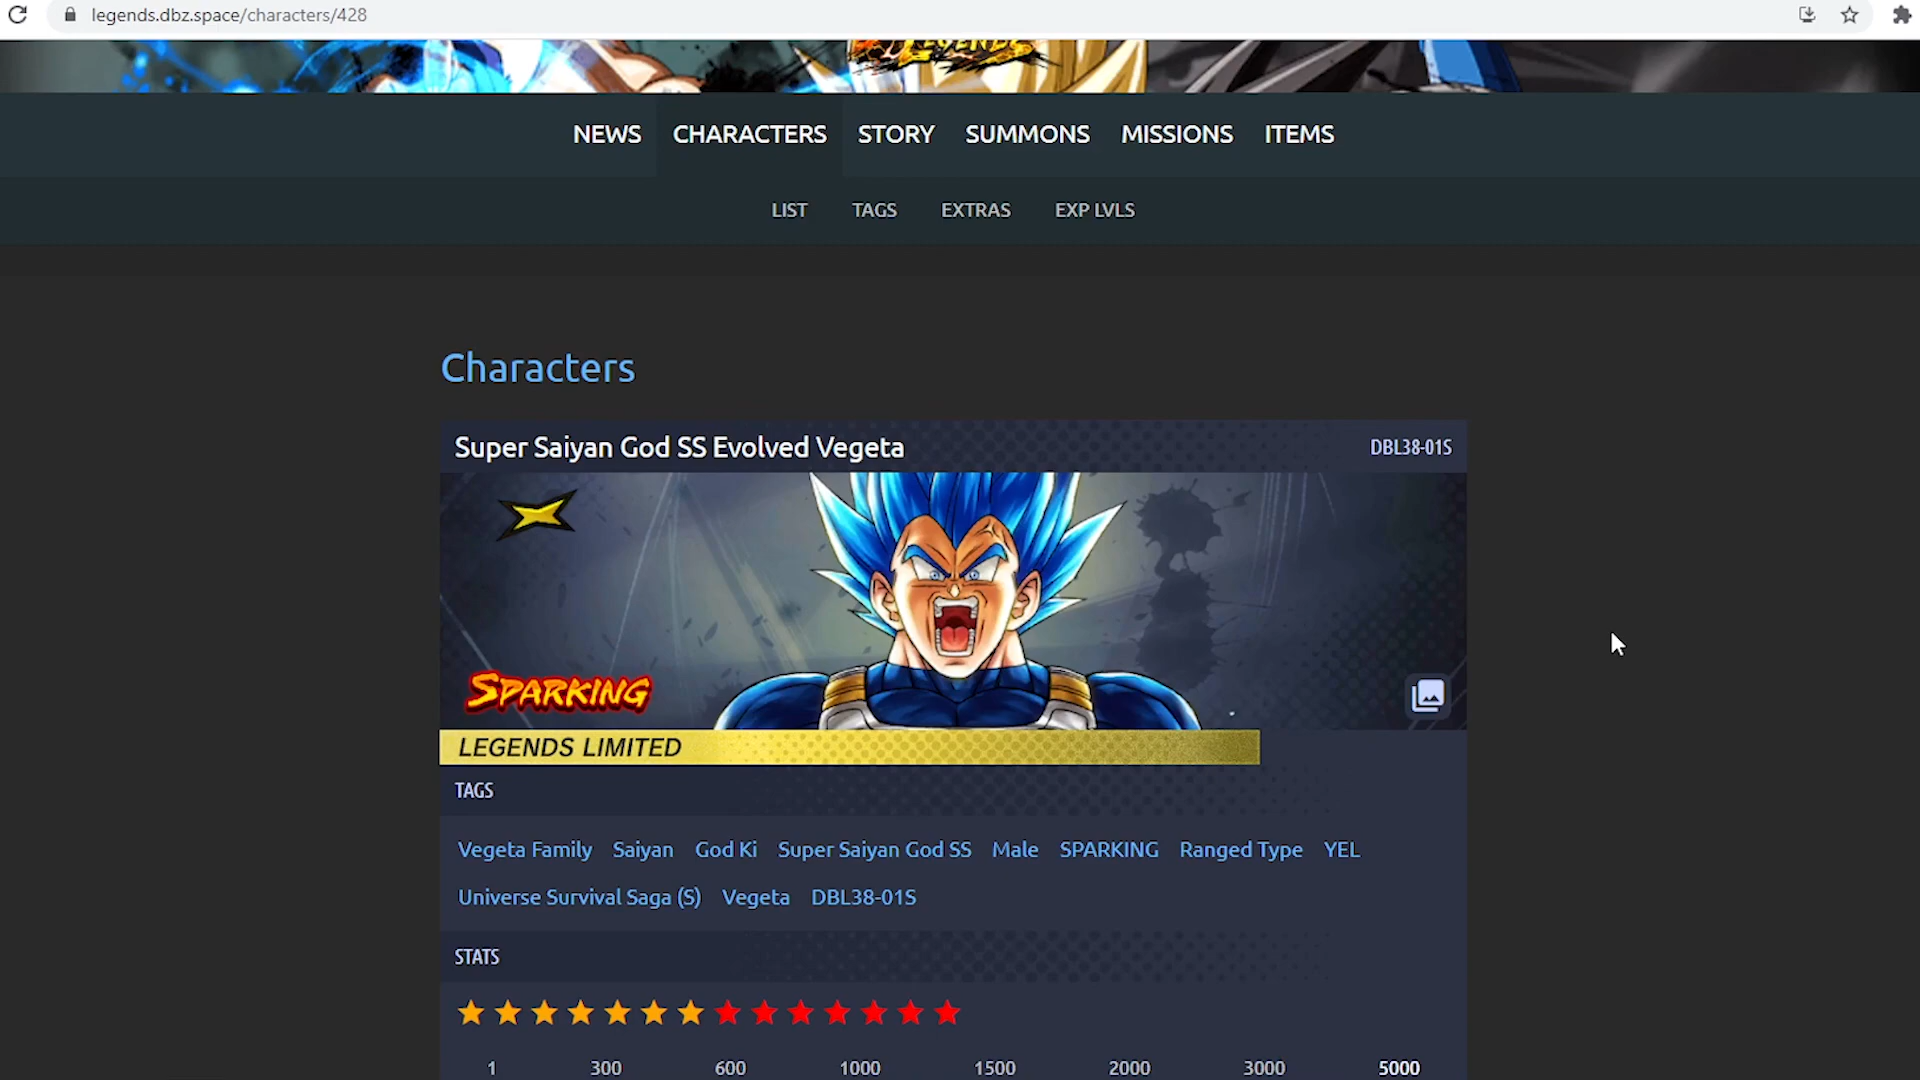 legends.dbz.space/characters/428
LEGENDS
NEWS CHARACTERS STORY SUMMONS MISSIONS ITEMS
LIST TAGS EXTRAS EXP LVLS
Characters
Super Saiyan God SS Evolved Vegeta DBL38-01S
SPARKING
LEGENDS LIMITED
TAGS
Vegeta Family Saiyan God Ki Super Saiyan God SS Male SPARKING Ranged Type YEL
Universe Survival Saga (S) Vegeta DBL38-01S
STATS
1 300 600 1000 1500 2000 3000 5000